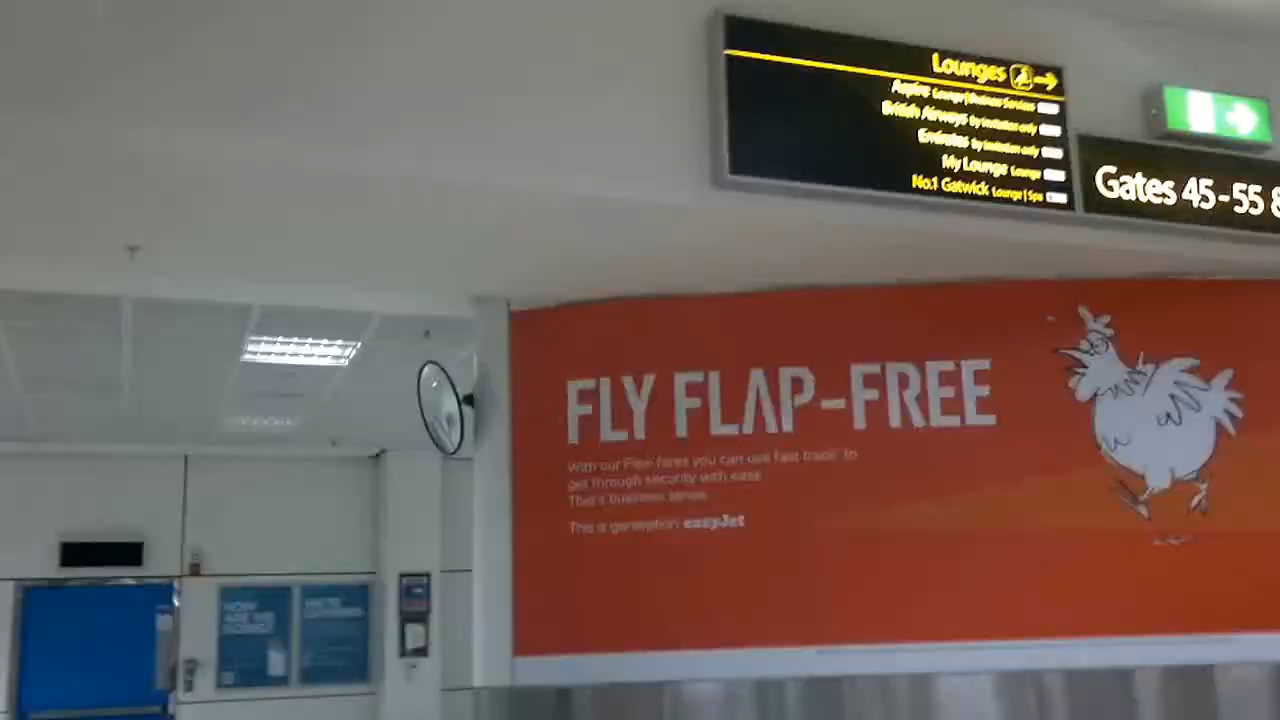 Lounges
Aspire Lounge | Business Services
British Airways by invitation only
Emirates by invitation only
My Lounge Lounge
No.1 Gatwick Lounge | Spa
Gates 45-55 &
FLY FLAP-FREE
With our Flexi fares you can use fast track to
get through security with ease.
That's business sense.
This is generation easyJet